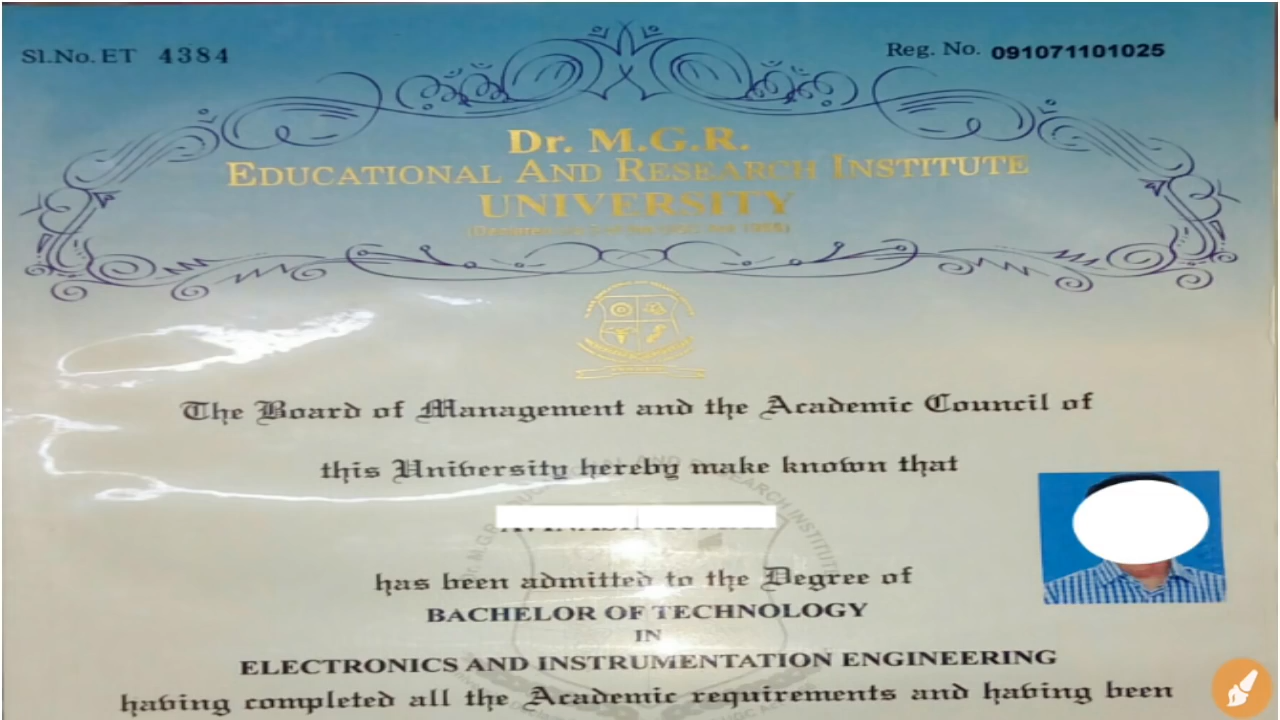 Sl.No. ET 4384
Reg. No. 091071101025
Dr. M.G.R.
EDUCATIONAL AND RESEARCH INSTITUTE
UNIVERSITY
The Board of Management and the Academic Council of
this University hereby make known that
has been admitted to the Degree of
BACHELOR OF TECHNOLOGY
IN
ELECTRONICS AND INSTRUMENTATION ENGINEERING
having completed all the Academic requirements and having been